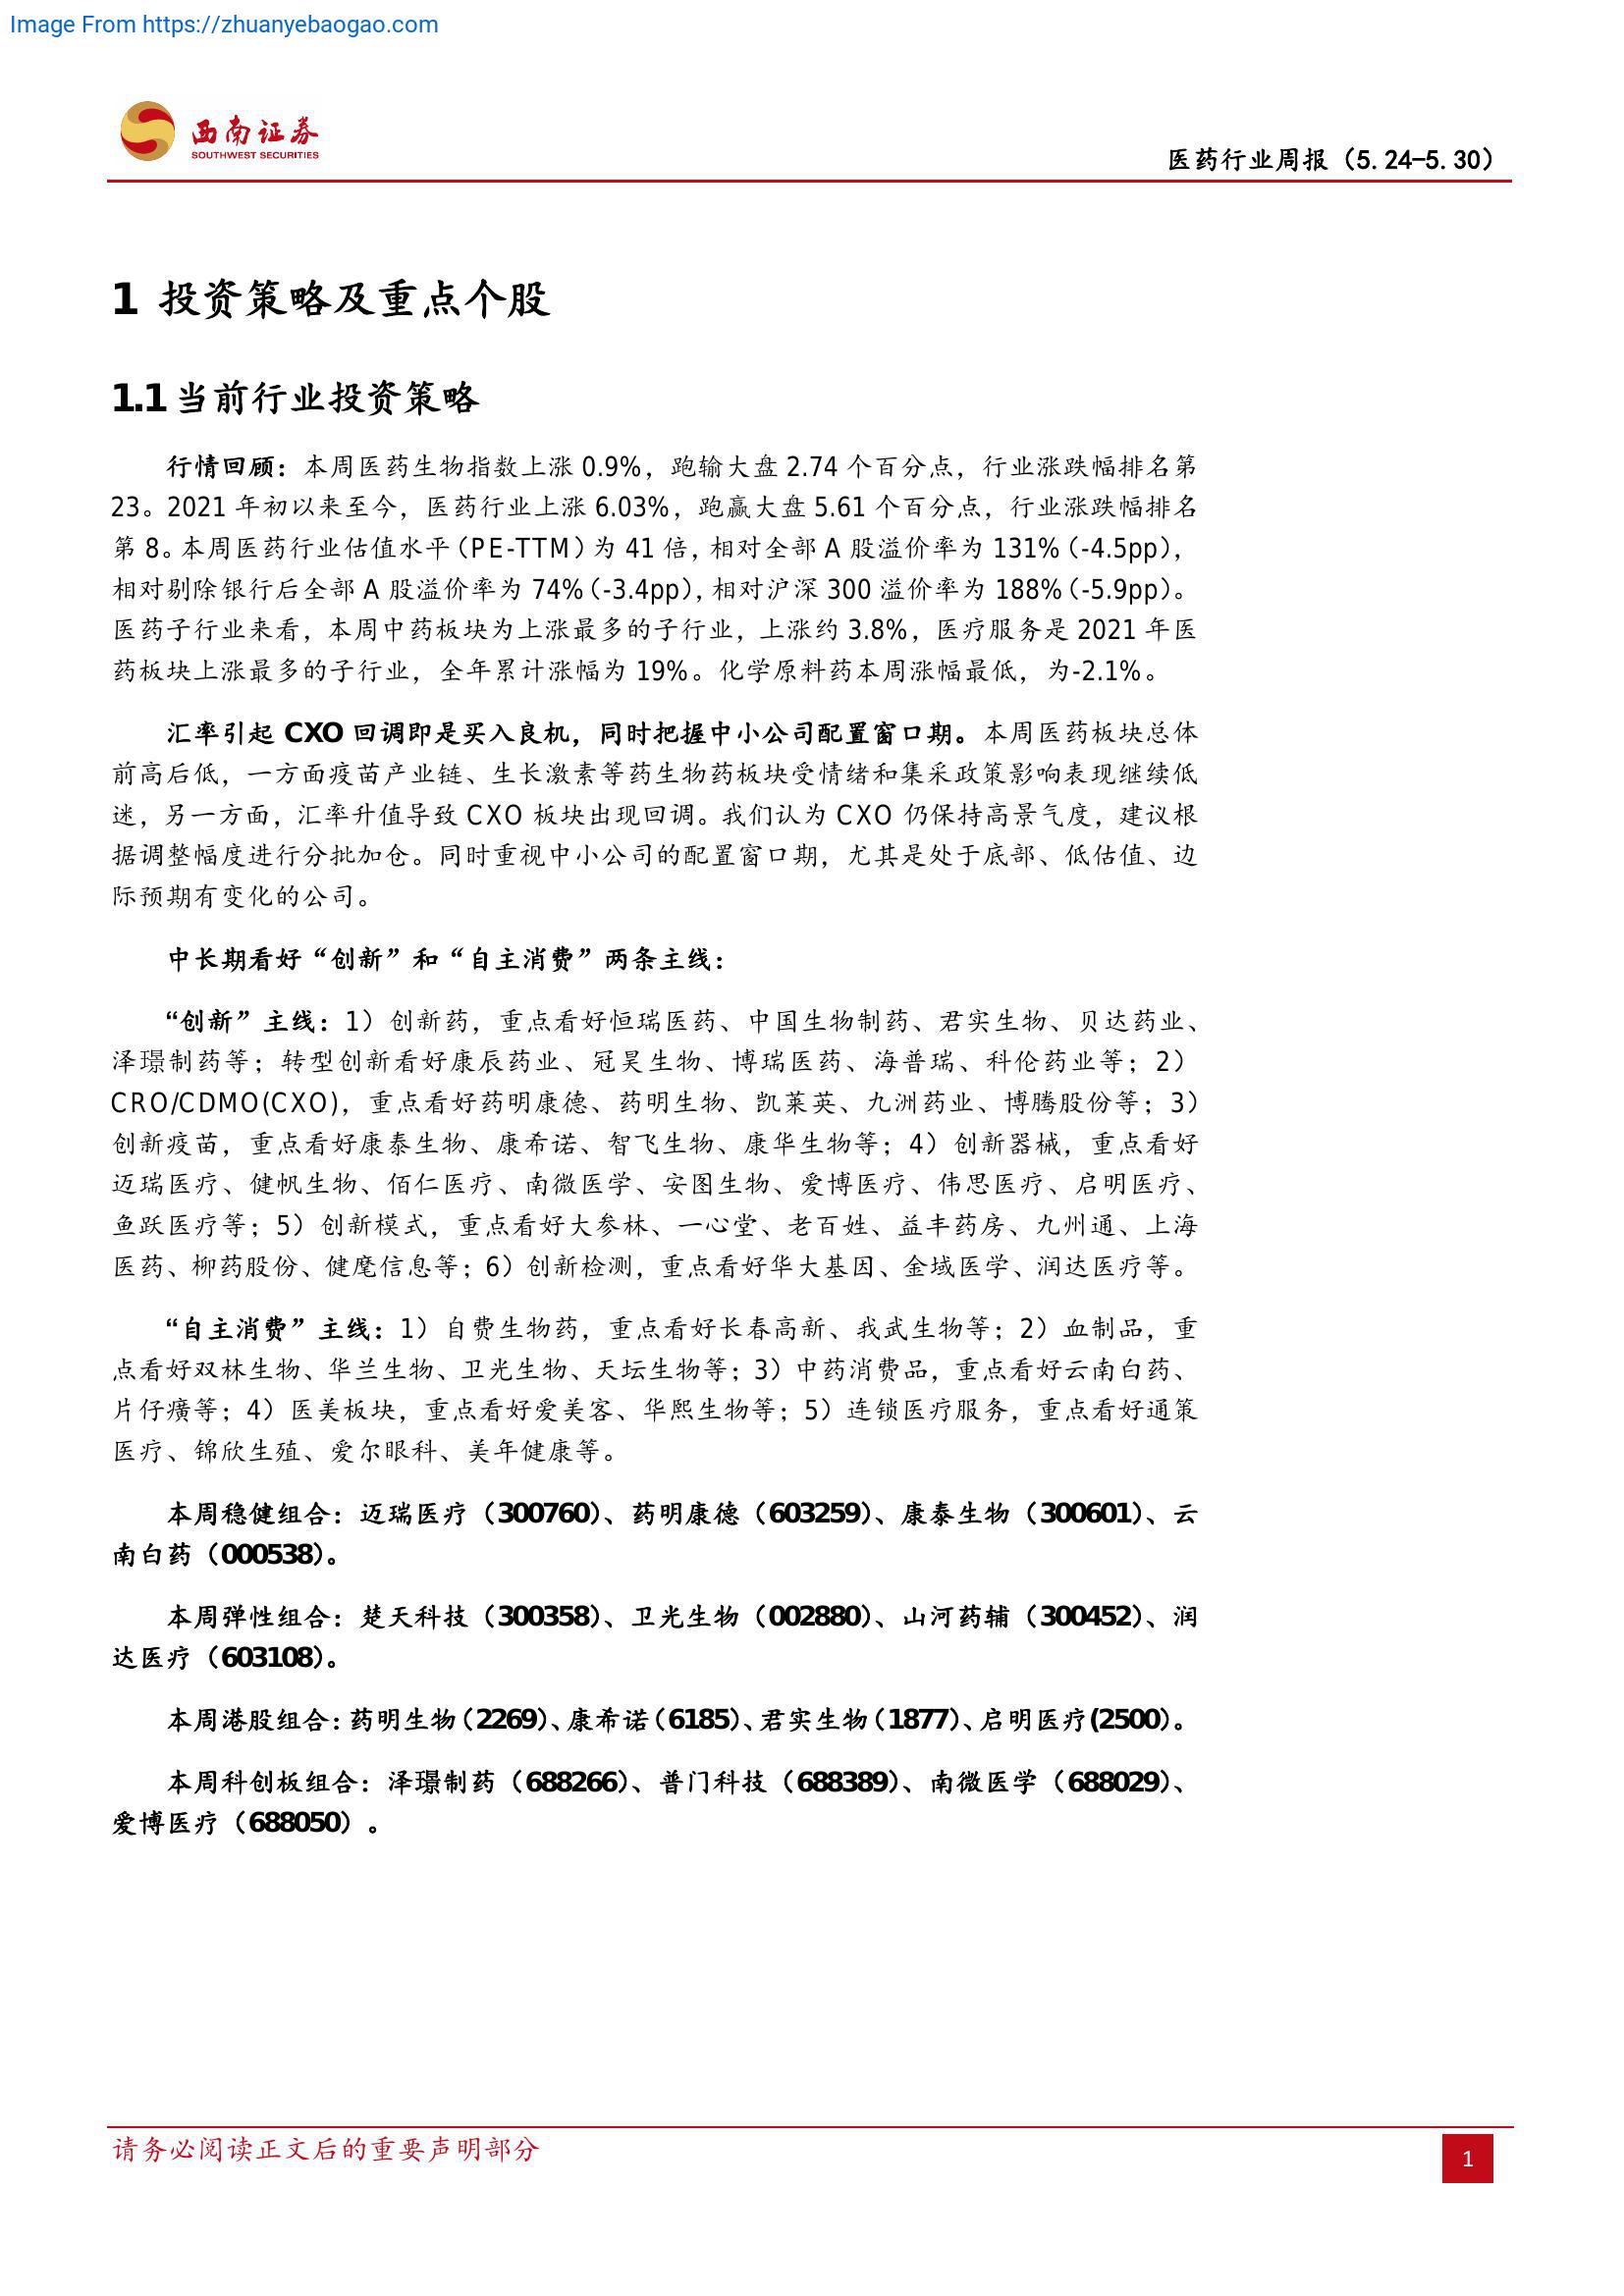 Image From https://zhuanyebaogao.com
西南证券
SOUTHWEST SECURITIES
医药行业周报（5.24-5.30）
1 投资策略及重点个股
1.1 当前行业投资策略
行情回顾：本周医药生物指数上涨 0.9%，跑输大盘 2.74 个百分点，行业涨跌幅排名第
23。2021 年初以来至今，医药行业上涨 6.03%，跑赢大盘 5.61 个百分点，行业涨跌幅排名
第 8。本周医药行业估值水平（PE-TTM）为 41 倍，相对全部 A 股溢价率为 131%（-4.5pp），
相对剔除银行后全部 A 股溢价率为 74%（-3.4pp），相对沪深 300 溢价率为 188%（-5.9pp）。
医药子行业来看，本周中药板块为上涨最多的子行业，上涨约 3.8%，医疗服务是 2021 年医
药板块上涨最多的子行业，全年累计涨幅为 19%。化学原料药本周涨幅最低，为-2.1%。
汇率引起 CXO 回调即是买入良机，同时把握中小公司配置窗口期。本周医药板块总体
前高后低，一方面疫苗产业链、生长激素等药生物药板块受情绪和集采政策影响表现继续低
迷，另一方面，汇率升值导致 CXO 板块出现回调。我们认为 CXO 仍保持高景气度，建议根
据调整幅度进行分批加仓。同时重视中小公司的配置窗口期，尤其是处于底部、低估值、边
际预期有变化的公司。
中长期看好“创新”和“自主消费”两条主线：
“创新”主线：1）创新药，重点看好恒瑞医药、中国生物制药、君实生物、贝达药业、
泽璟制药等；转型创新看好康辰药业、冠昊生物、博瑞医药、海普瑞、科伦药业等；2）
CRO/CDMO(CXO)，重点看好药明康德、药明生物、凯莱英、九洲药业、博腾股份等；3）
创新疫苗，重点看好康泰生物、康希诺、智飞生物、康华生物等；4）创新器械，重点看好
迈瑞医疗、健帆生物、佰仁医疗、南微医学、安图生物、爱博医疗、伟思医疗、启明医疗、
鱼跃医疗等；5）创新模式，重点看好大参林、一心堂、老百姓、益丰药房、九州通、上海
医药、柳药股份、健麾信息等；6）创新检测，重点看好华大基因、金域医学、润达医疗等。
“自主消费”主线：1）自费生物药，重点看好长春高新、我武生物等；2）血制品，重
点看好双林生物、华兰生物、卫光生物、天坛生物等；3）中药消费品，重点看好云南白药、
片仔癀等；4）医美板块，重点看好爱美客、华熙生物等；5）连锁医疗服务，重点看好通策
医疗、锦欣生殖、爱尔眼科、美年健康等。
本周稳健组合：迈瑞医疗（300760）、药明康德（603259）、康泰生物（300601）、云
南白药（000538）。
本周弹性组合：楚天科技（300358）、卫光生物（002880）、山河药辅（300452）、润
达医疗（603108）。
本周港股组合：药明生物（2269）、康希诺（6185）、君实生物（1877）、启明医疗(2500）。
本周科创板组合：泽璟制药（688266）、普门科技（688389）、南微医学（688029）、
爱博医疗（688050）。
请务必阅读正文后的重要声明部分
1